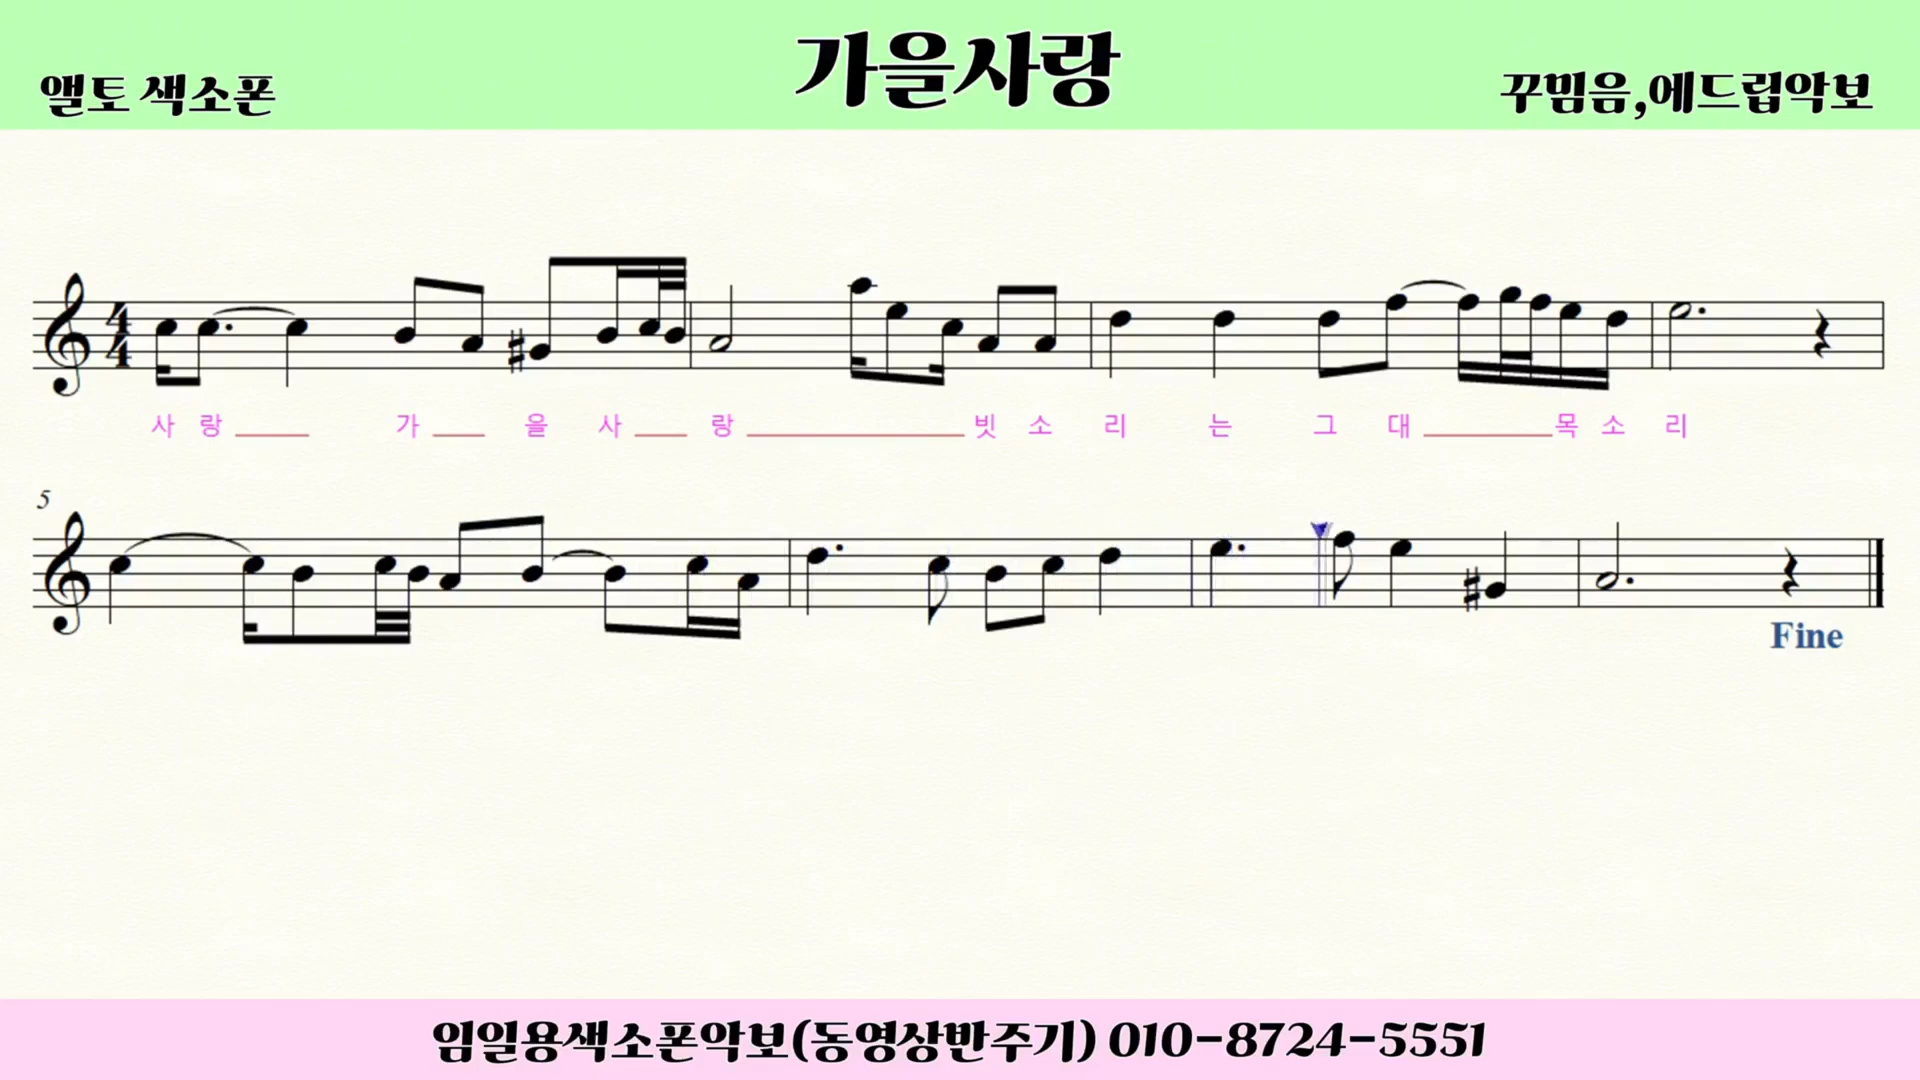 가을사랑
앨토 색소폰
꾸밈음,에드립악보
4
4
사 랑 가 을 사 랑 빗 소 리 는 그 대 목 소 리
5
Fine
임일용색소폰악보(동영상반주기) 010-8724-5551